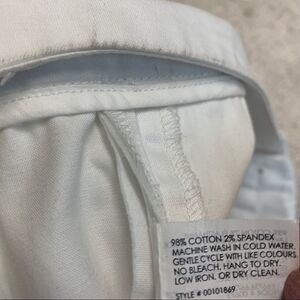 98% COTTON 2% SPANDEX
MACHINE WASH IN COLD WATER
GENTLE CYCLE WITH LIKE COLOURS
NO BLEACH. HANG TO DRY.
LOW IRON. OR DRY CLEAN.
STYLE # 00101869